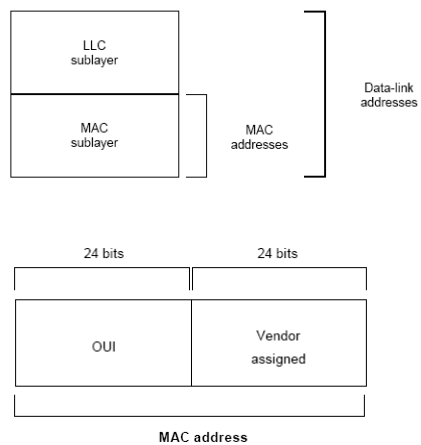 LLC
sublayer
Data-link
addresses
MAC
sublayer
MAC
addresses
24 bits
24 bits
OUI
Vendor
assigned
MAC address